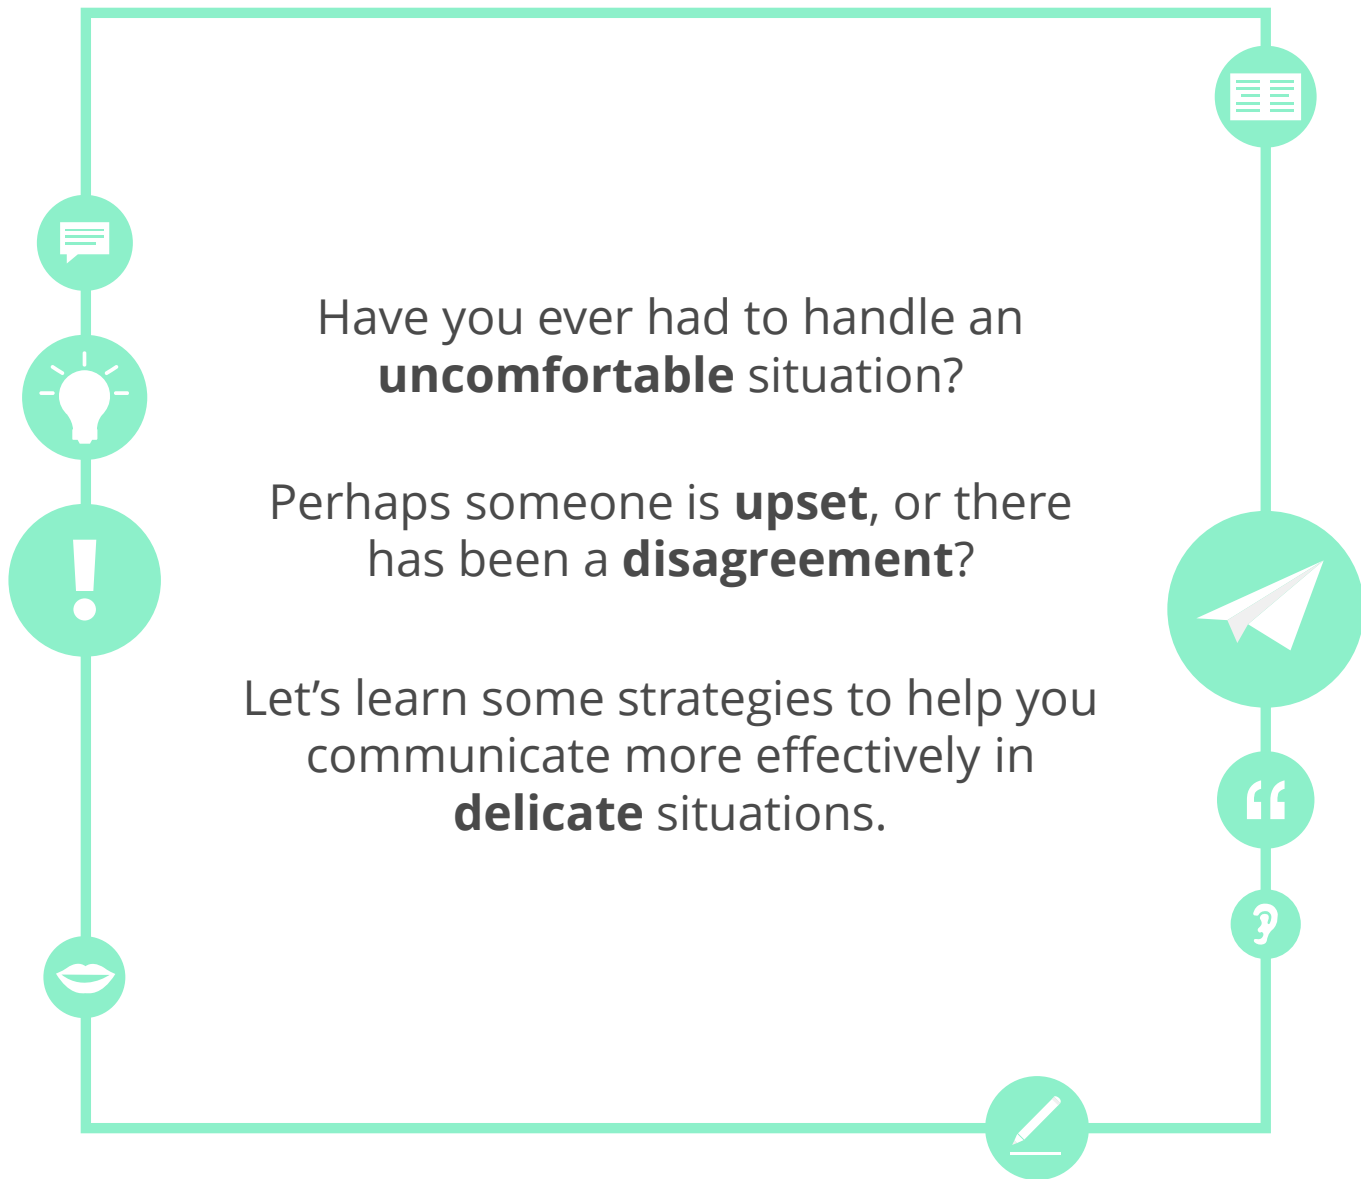 Have you ever had to handle an
uncomfortable situation?
Perhaps someone is upset, or there
has been a disagreement?
Let’s learn some strategies to help you
communicate more effectively in
delicate situations.